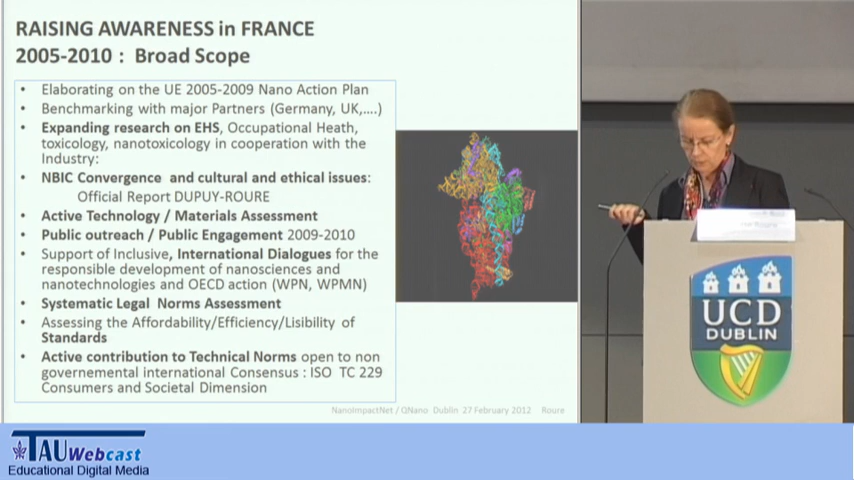 RAISING AWARENESS in FRANCE
2005-2010 : Broad Scope
• Elaborating on the UE 2005-2009 Nano Action Plan
• Benchmarking with major Partners (Germany, UK,....)
• Expanding research on EHS, Occupational Heath,
toxicology, nanotoxicology in cooperation with the
Industry:
• NBIC Convergence and cultural and ethical issues:
Official Report DUPUY-ROURE
• Active Technology / Materials Assessment
• Public outreach / Public Engagement 2009-2010
• Support of Inclusive, International Dialogues for the
responsible development of nanosciences and
nanotechnologies and OECD action (WPN, WPMN)
• Systematic Legal Norms Assessment
• Assessing the Affordability/Efficiency/Lisibility of
Standards
• Active contribution to Technical Norms open to non
governemental international Consensus : ISO TC 229
Consumers and Societal Dimension
NanoImpactNet / QNano Dublin 27 February 2012 Roure
UCD
DUBLIN
TAU Webcast
Educational Digital Media